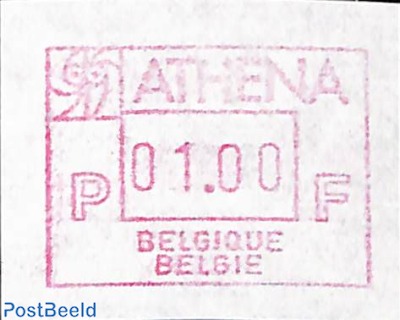 ATHENA
P 01.00 F
BELGIQUE
BELGIE
PostBeeld